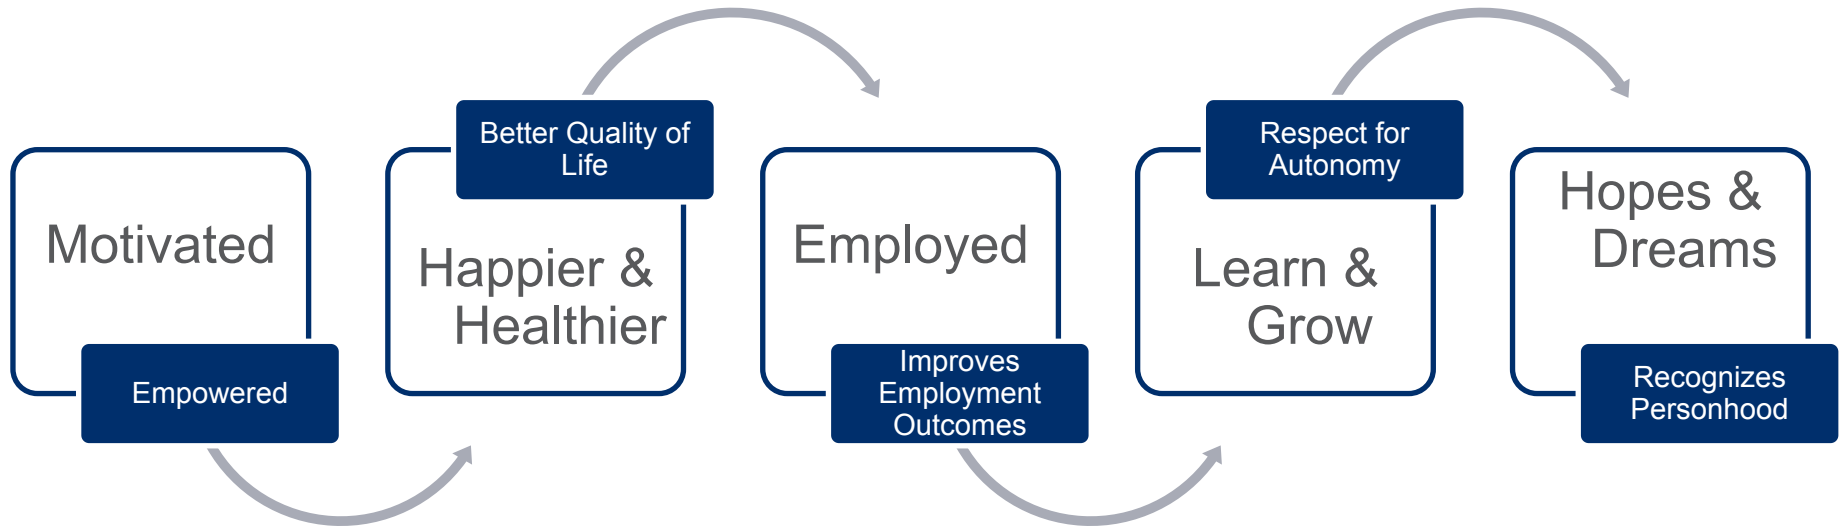 Motivated
Empowered
Better Quality of
Life
Happier &
Healthier
Employed
Improves
Employment
Outcomes
Respect for
Autonomy
Learn &
Grow
Hopes &
Dreams
Recognizes
Personhood